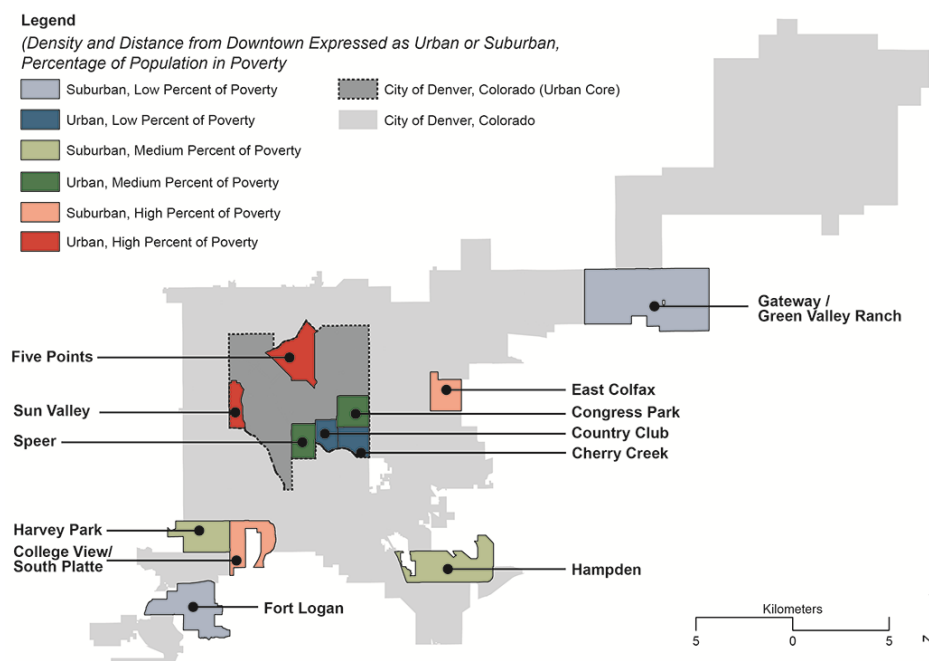 Legend
(Density and Distance from Downtown Expressed as Urban or Suburban,
Percentage of Population in Poverty
Suburban, Low Percent of Poverty
Urban, Low Percent of Poverty
Suburban, Medium Percent of Poverty
Urban, Medium Percent of Poverty
Suburban, High Percent of Poverty
Urban, High Percent of Poverty
City of Denver, Colorado (Urban Core)
City of Denver, Colorado
Gateway /
Green Valley Ranch
Five Points
East Colfax
Sun Valley
Congress Park
Speer
Country Club
Cherry Creek
Harvey Park
College View/
South Platte
Hampden
Fort Logan
Kilometers
5 0 5
N